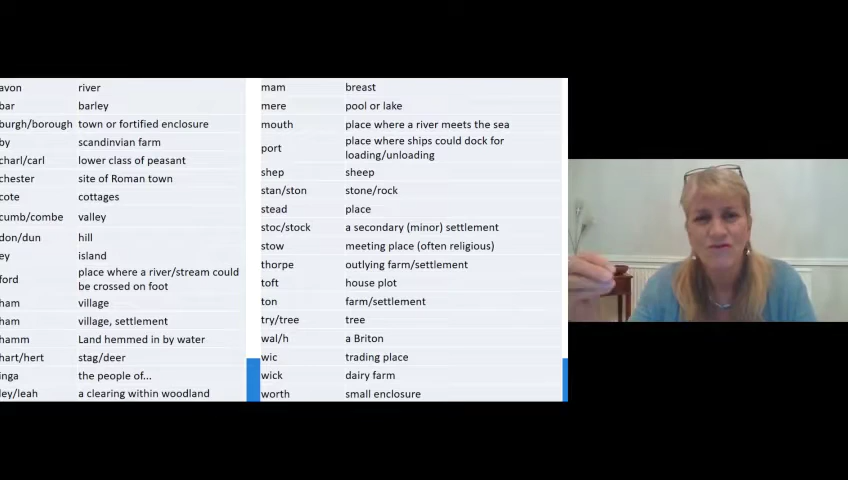 avon river
bar barley
burgh/borough town or fortified enclosure
by scandinvian farm
charl/carl lower class of peasant
chester site of Roman town
cote cottages
cumb/combe valley
don/dun hill
ey island
ford place where a river/stream could
be crossed on foot
ham village
ham village, settlement
hamm Land hemmed in by water
hart/hert stag/deer
inga the people of...
ley/leah a clearing within woodland
mam breast
mere pool or lake
mouth place where a river meets the sea
port place where ships could dock for
loading/unloading
shep sheep
stan/ston stone/rock
stead place
stoc/stock a secondary (minor) settlement
stow meeting place (often religious)
thorpe outlying farm/settlement
toft house plot
ton farm/settlement
try/tree tree
wal/h a Briton
wic trading place
wick dairy farm
worth small enclosure